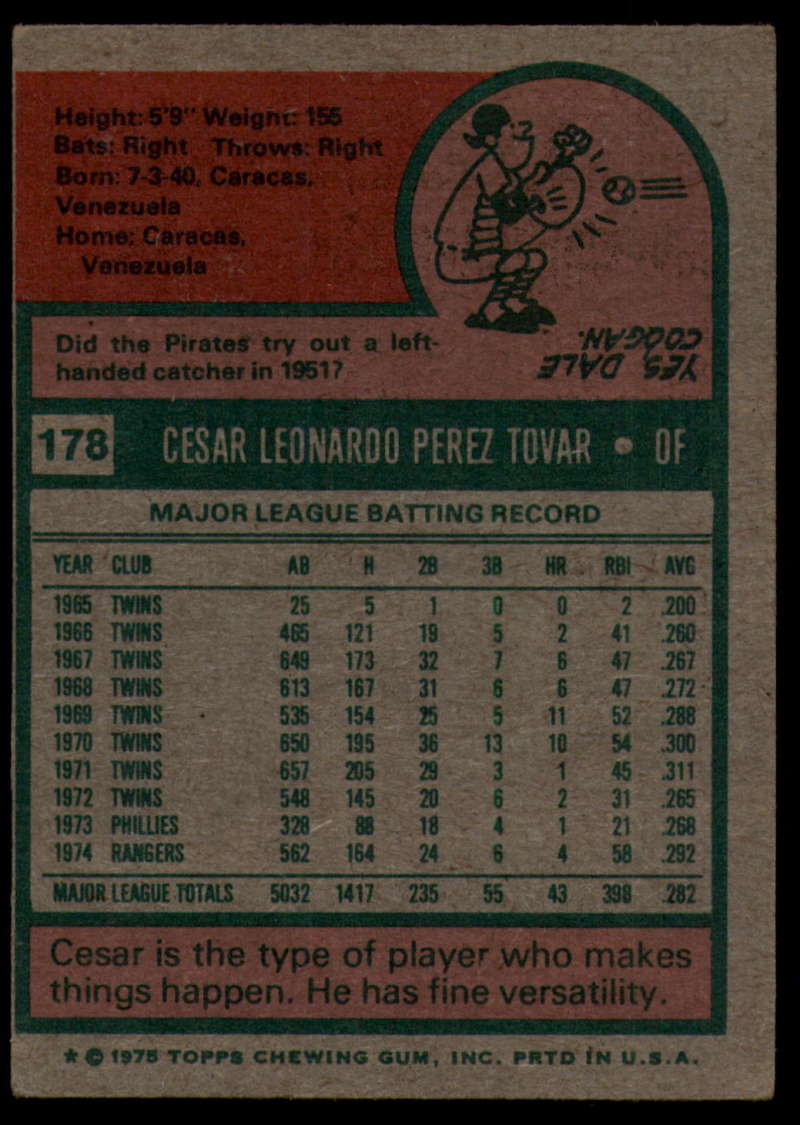 Height: 5'9" Weight: 155
Bats: Right Throws: Right
Born: 7-3-40, Caracas,
Venezuela
Home: Caracas,
Venezuela
Did the Pirates try out a left-
handed catcher in 1951?
YES, DALE
COOGAN.
178 CESAR LEONARDO PEREZ TOVAR • OF
MAJOR LEAGUE BATTING RECORD
YEAR CLUB AB H 2B 3B HR RBI AVG
1965 TWINS 25 5 1 0 0 2 .200
1966 TWINS 465 121 19 5 2 41 .260
1967 TWINS 649 173 32 7 6 47 .267
1968 TWINS 613 167 31 6 6 47 .272
1969 TWINS 535 154 25 5 11 52 .288
1970 TWINS 650 195 36 13 10 54 .300
1971 TWINS 657 205 29 3 1 45 .311
1972 TWINS 548 145 20 6 2 31 .265
1973 PHILLIES 328 88 18 4 1 21 .268
1974 RANGERS 562 164 24 6 4 58 .292
MAJOR LEAGUE TOTALS 5032 1417 235 55 43 398 .282
Cesar is the type of player who makes
things happen. He has fine versatility.
* © 1975 TOPPS CHEWING GUM, INC. PRTD IN U.S.A.